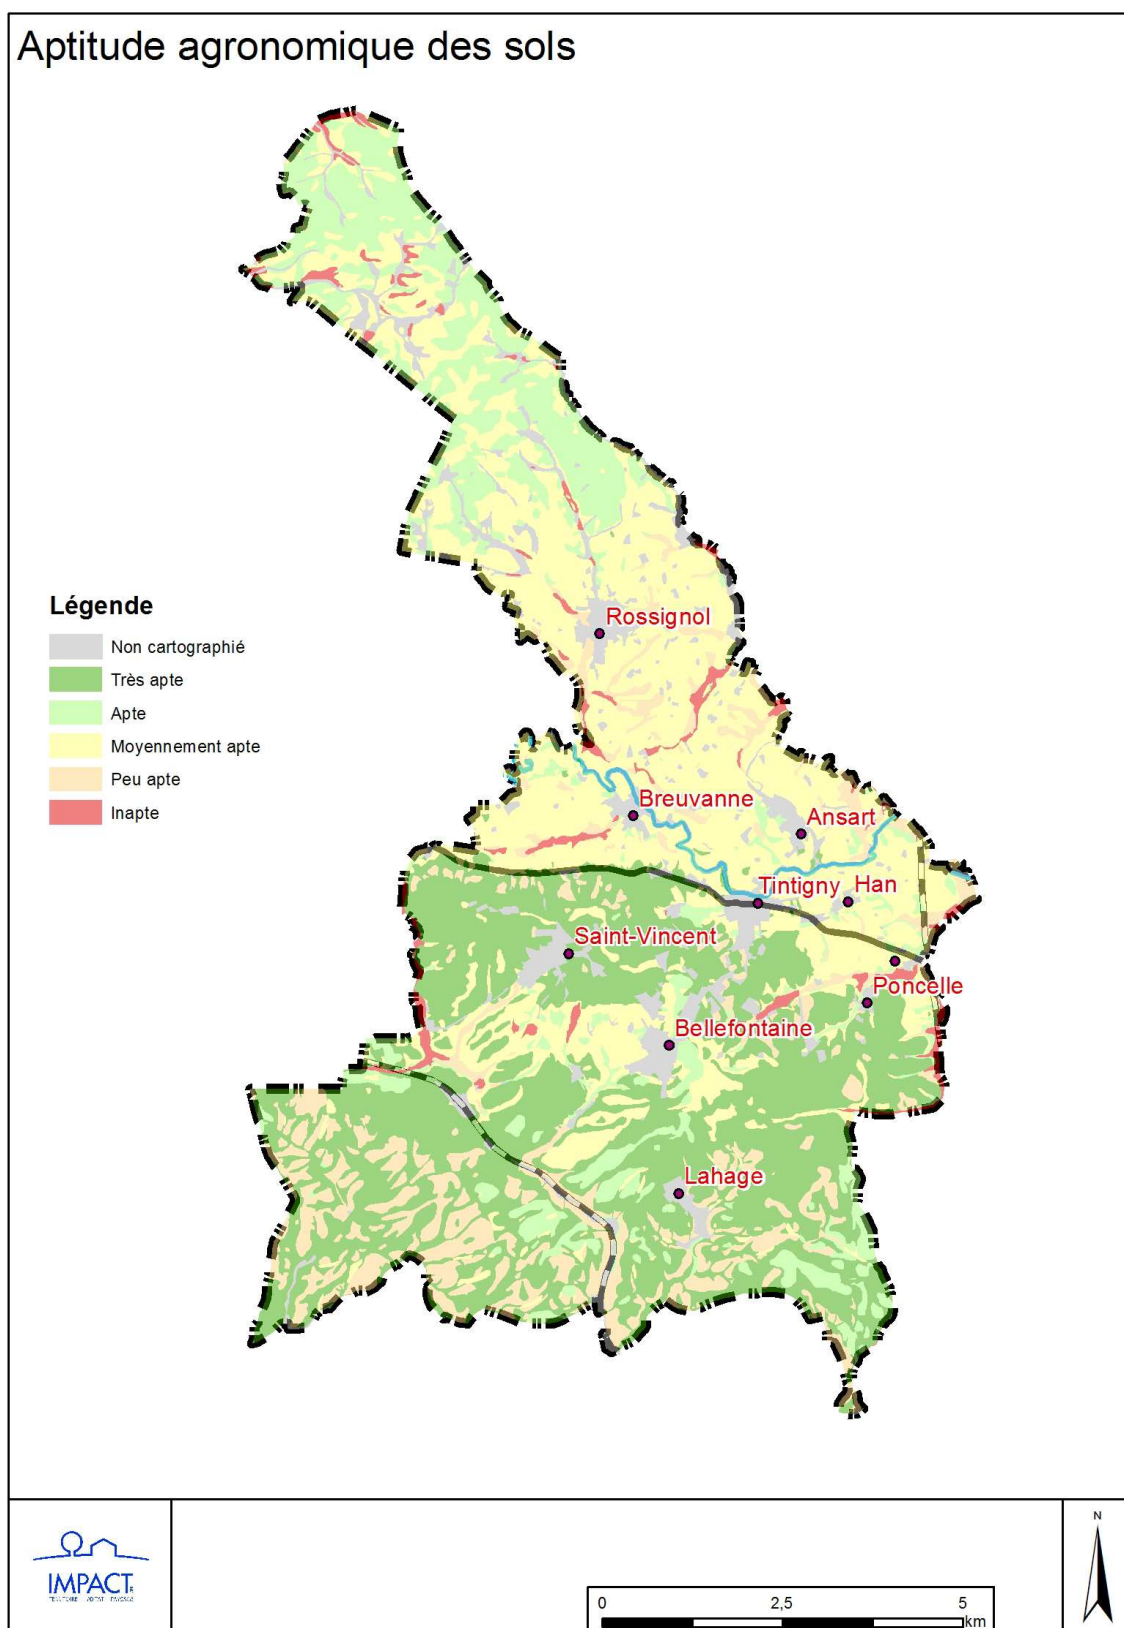 Aptitude agronomique des sols
Légende
Non cartographié
Très apte
Apte
Moyennement apte
Peu apte
Inapte
Rossignol
Breuvanne
Ansart
Tintigny
Han
Saint-Vincent
Poncelle
Bellefontaine
Lahage
IMPACT
N
0 2,5 5
km